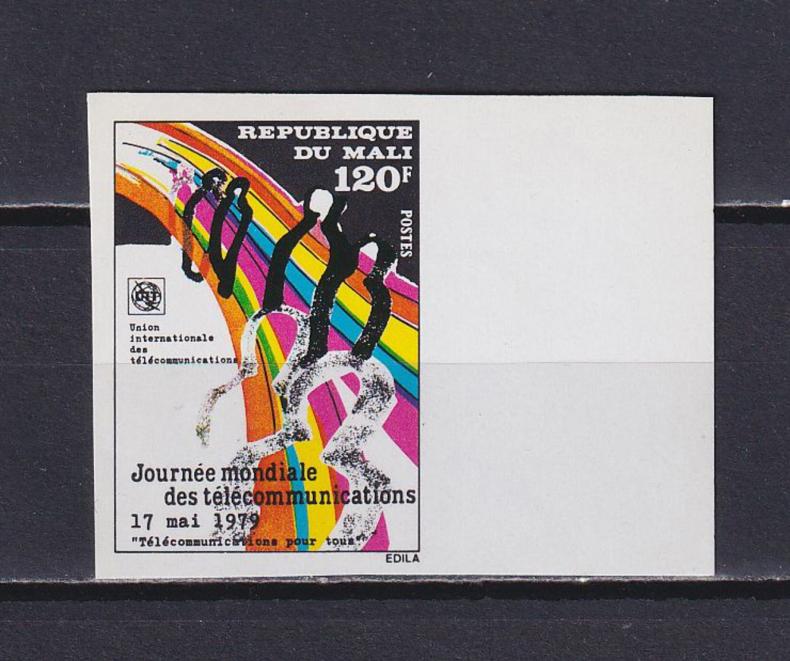 REPUBLIQUE
DU MALI
120F
POSTES
UIT
Union
internationale
des
télécommunications
Journée mondiale
des télécommunications
17 mai 1979
"Télécommunications pour tous"
EDILA